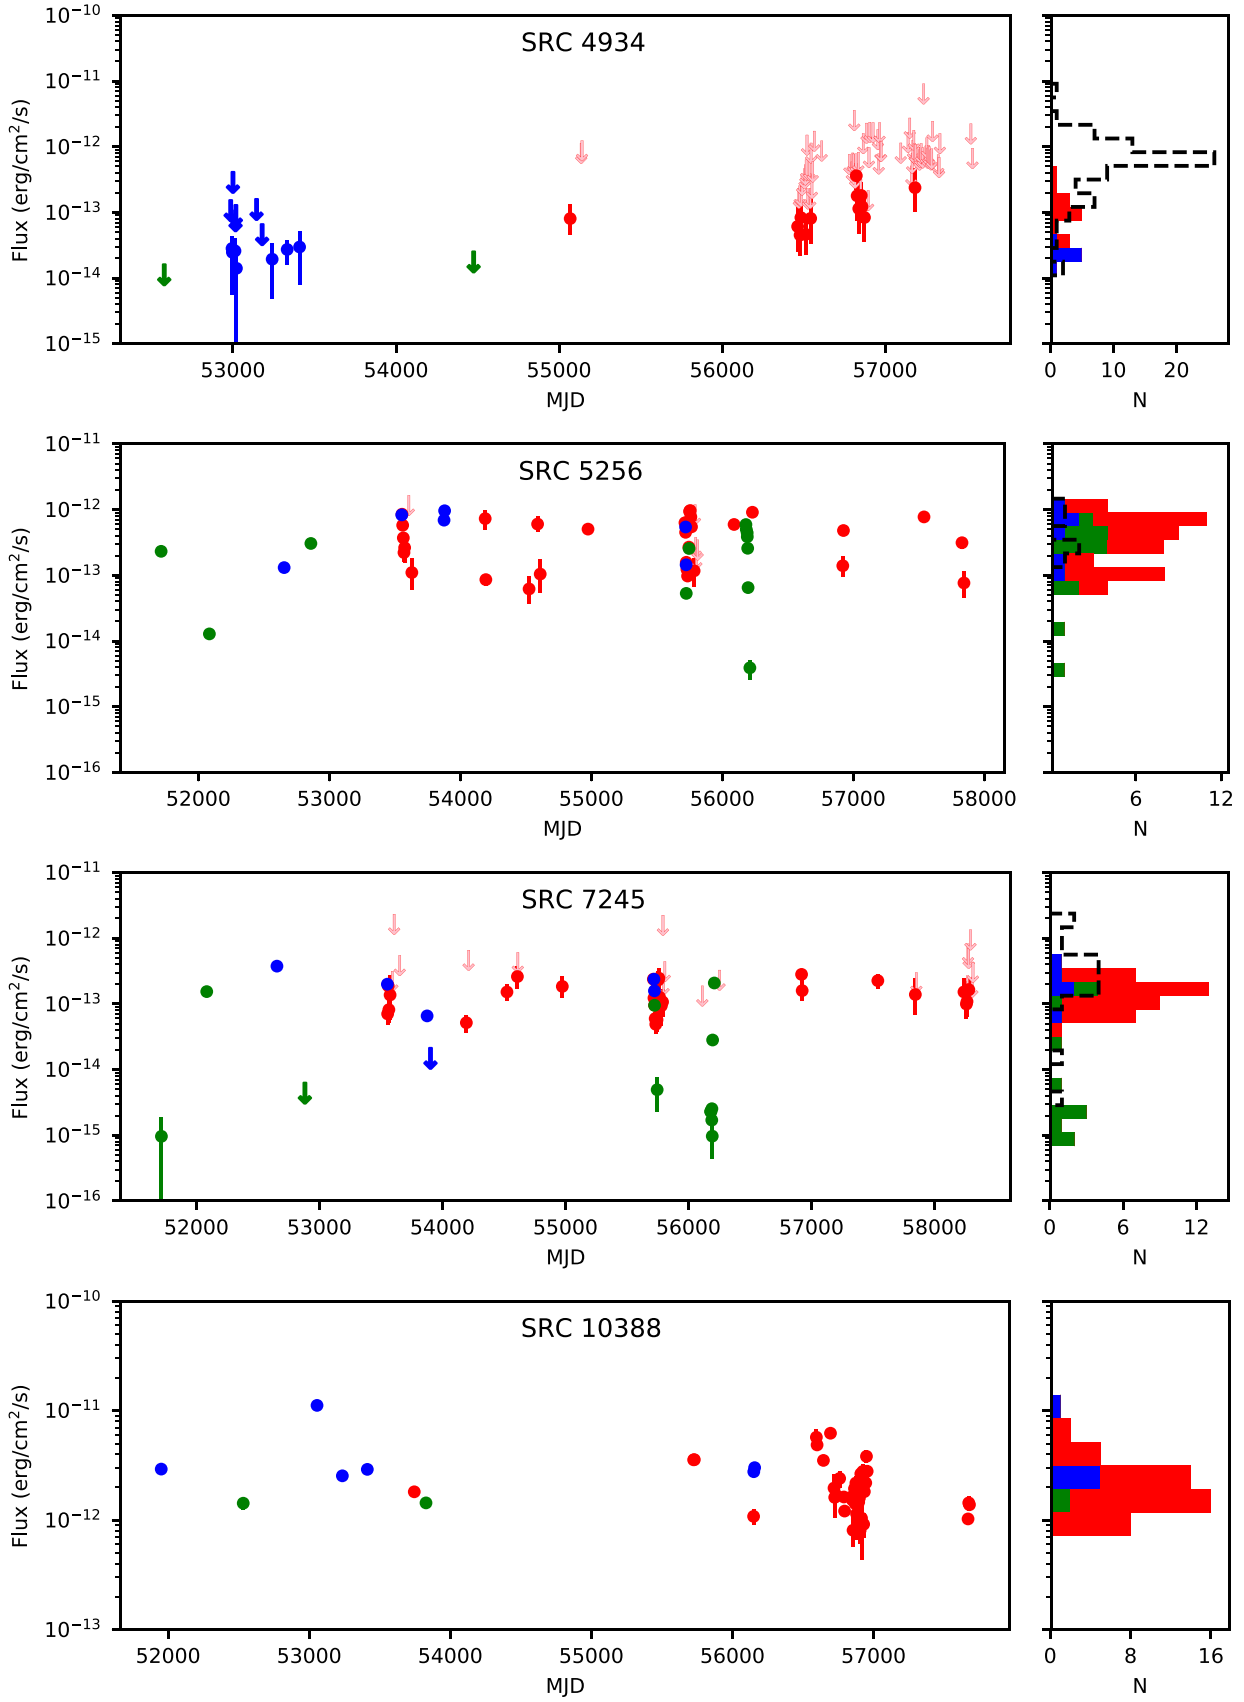 SRC 4934
10⁻¹⁰
10⁻¹¹
10⁻¹²
10⁻¹³
10⁻¹⁴
10⁻¹⁵
Flux (erg/cm²/s)
53000 54000 55000 56000 57000
MJD
0 10 20
N
SRC 5256
10⁻¹¹
10⁻¹²
10⁻¹³
10⁻¹⁴
10⁻¹⁵
10⁻¹⁶
Flux (erg/cm²/s)
52000 53000 54000 55000 56000 57000 58000
MJD
6 12
N
SRC 7245
10⁻¹¹
10⁻¹²
10⁻¹³
10⁻¹⁴
10⁻¹⁵
10⁻¹⁶
Flux (erg/cm²/s)
52000 53000 54000 55000 56000 57000 58000
MJD
0 6 12
N
SRC 10388
10⁻¹⁰
10⁻¹¹
10⁻¹²
10⁻¹³
Flux (erg/cm²/s)
52000 53000 54000 55000 56000 57000
MJD
0 8 16
N